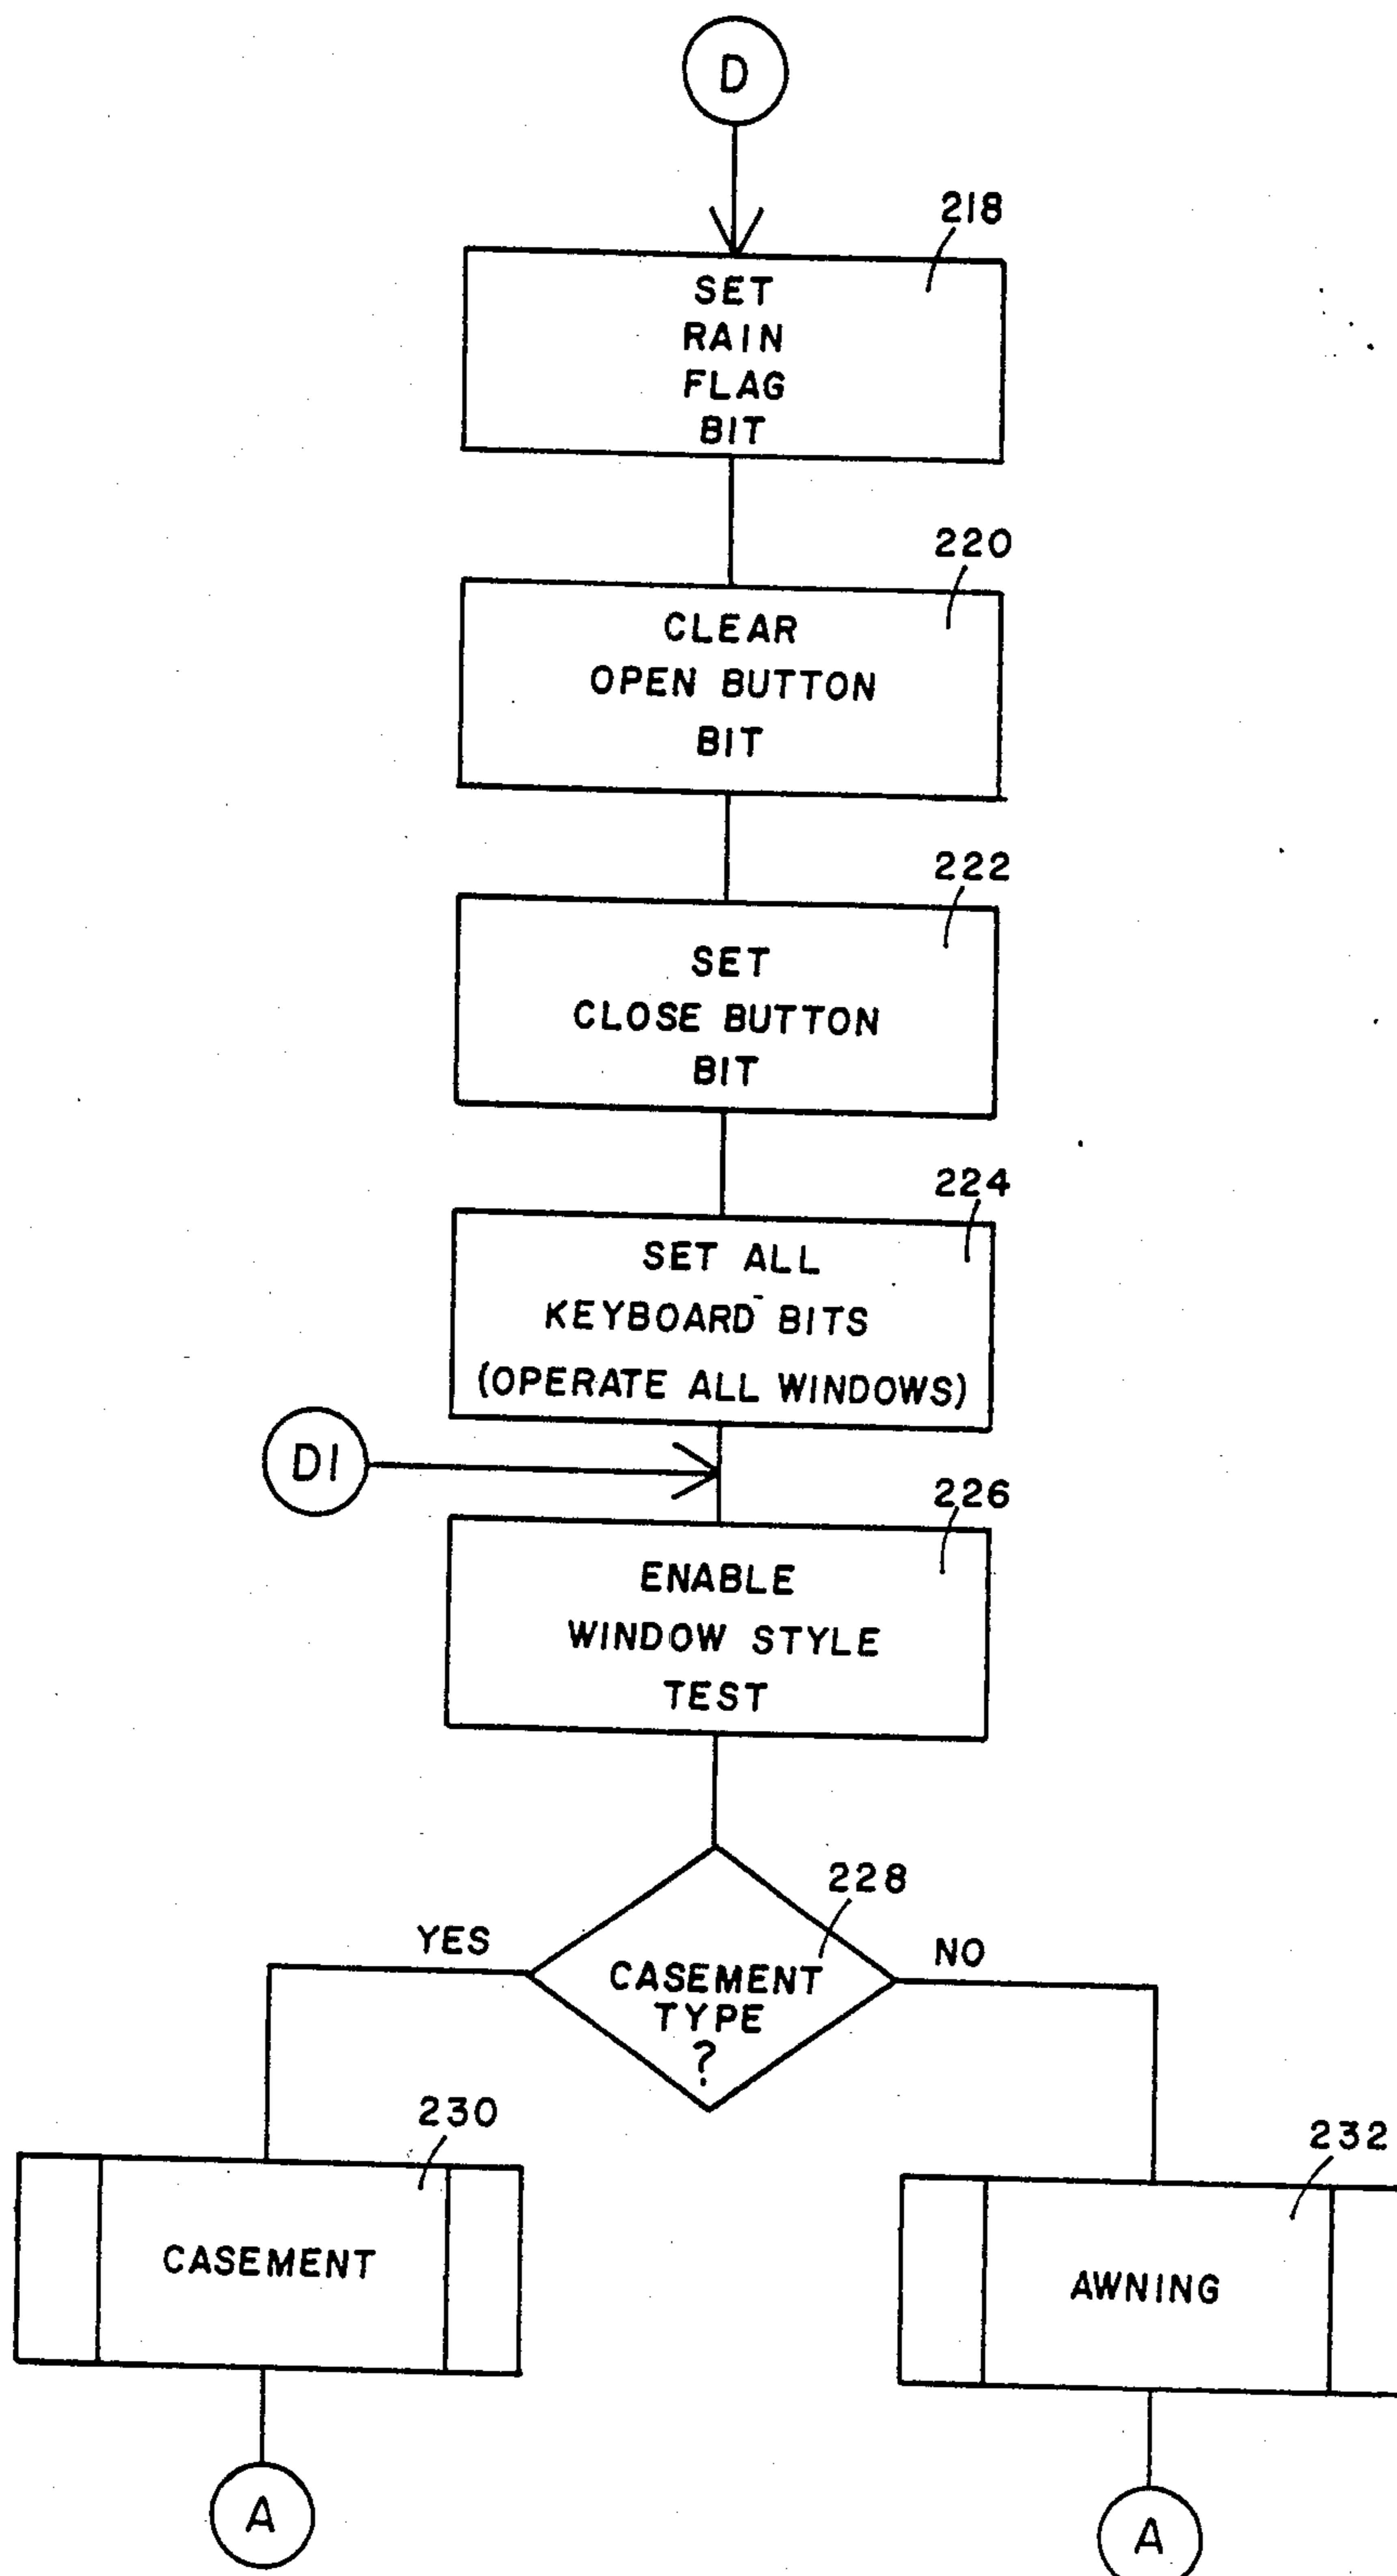 D
218
SET
RAIN
FLAG
BIT
220
CLEAR
OPEN BUTTON
BIT
222
SET
CLOSE BUTTON
BIT
224
SET ALL
KEYBOARD BITS
(OPERATE ALL WINDOWS)
D1
226
ENABLE
WINDOW STYLE
TEST
228
YES
NO
CASEMENT
TYPE
?
230
232
CASEMENT
AWNING
A
A